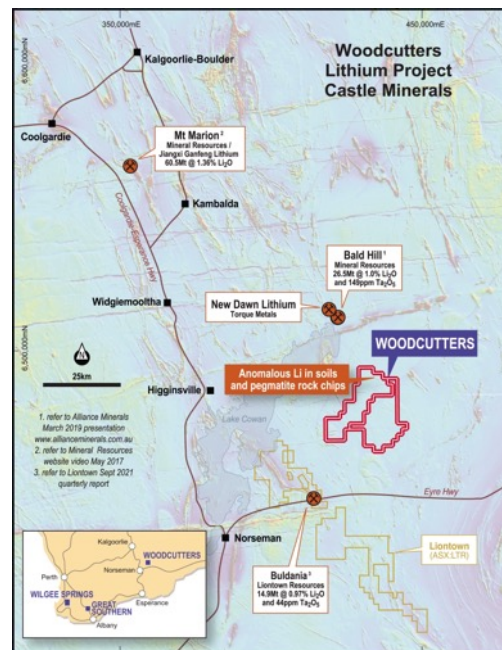 350,000mE
450,000mE
6,600,000mN
6,500,000mN
Woodcutters
Lithium Project
Castle Minerals
Kalgoorlie-Boulder
Coolgardie
Mt Marion²
Mineral Resources /
Jiangxi Ganfeng Lithium
60.5Mt @ 1.36% Li₂O
Kambalda
Coolgardie-Esperance Hwy
Bald Hill¹
Mineral Resources
26.5Mt @ 1.0% Li₂O
and 149ppm Ta₂O₅
New Dawn Lithium
Torque Metals
Widgiemooltha
WOODCUTTERS
N
25km
Anomalous Li in soils
and pegmatite rock chips
Higginsville
Lake Cowan
1. refer to Alliance Minerals
March 2019 presentation
www.allianceminerals.com.au
2. refer to Mineral Resources
website video May 2017
3. refer to Liontown Sept 2021
quarterly report
Eyre Hwy
Norseman
Liontown
(ASX:LTR)
Buldania³
Liontown Resources
14.9Mt @ 0.97% Li₂O
and 44ppm Ta₂O₅
Kalgoorlie
WOODCUTTERS
Norseman
Perth
WILGEE SPRINGS
GREAT
SOUTHERN
Esperance
Albany